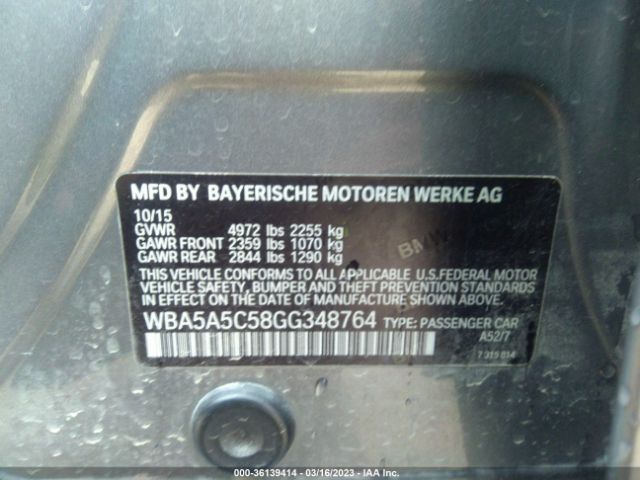 MFD BY BAYERISCHE MOTOREN WERKE AG
10/15
GVWR 4972 lbs 2255 kg
GAWR FRONT 2359 lbs 1070 kg
GAWR REAR 2844 lbs 1290 kg
THIS VEHICLE CONFORMS TO ALL APPLICABLE U.S.FEDERAL MOTOR
VEHICLE SAFETY, BUMPER AND THEFT PREVENTION STANDARDS
IN EFFECT ON THE DATE OF MANUFACTURE SHOWN ABOVE.
WBA5A5C58GG348764 TYPE: PASSENGER CAR
A52/7
7 319 814
000-36139414 - 03/16/2023 - IAA Inc.